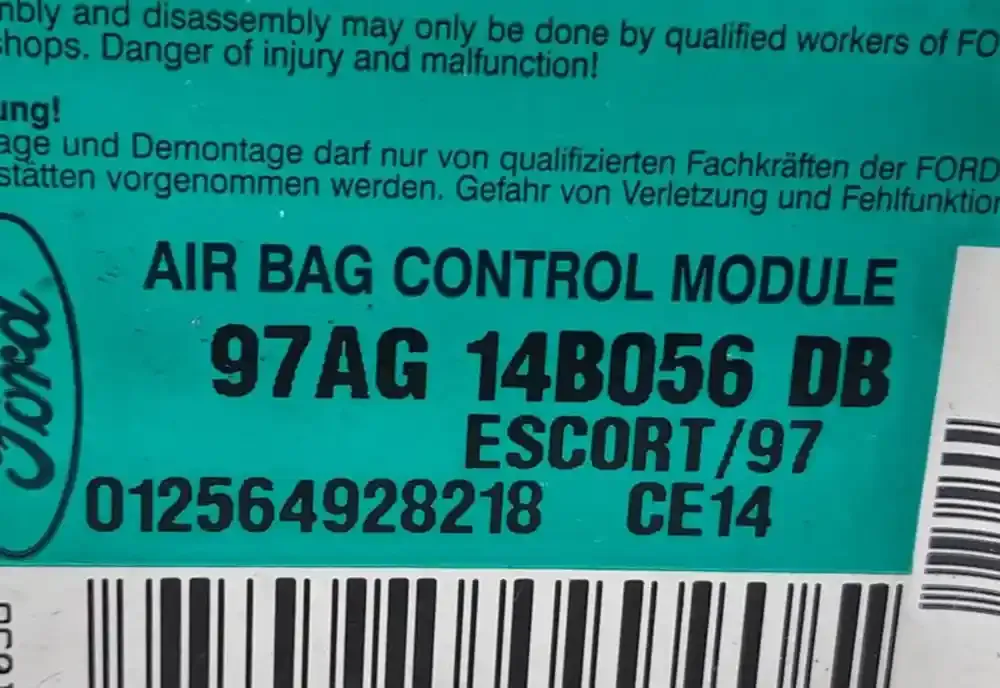 mbly and disassembly may only be done by qualified workers of FO
shops. Danger of injury and malfunction!
ung!
age und Demontage darf nur von qualifizierten Fachkräften der FORD
stätten vorgenommen werden. Gefahr von Verletzung und Fehlfunktion
Ford
AIR BAG CONTROL MODULE
97AG 14B056 DB
ESCORT/97
012564928218 CE14